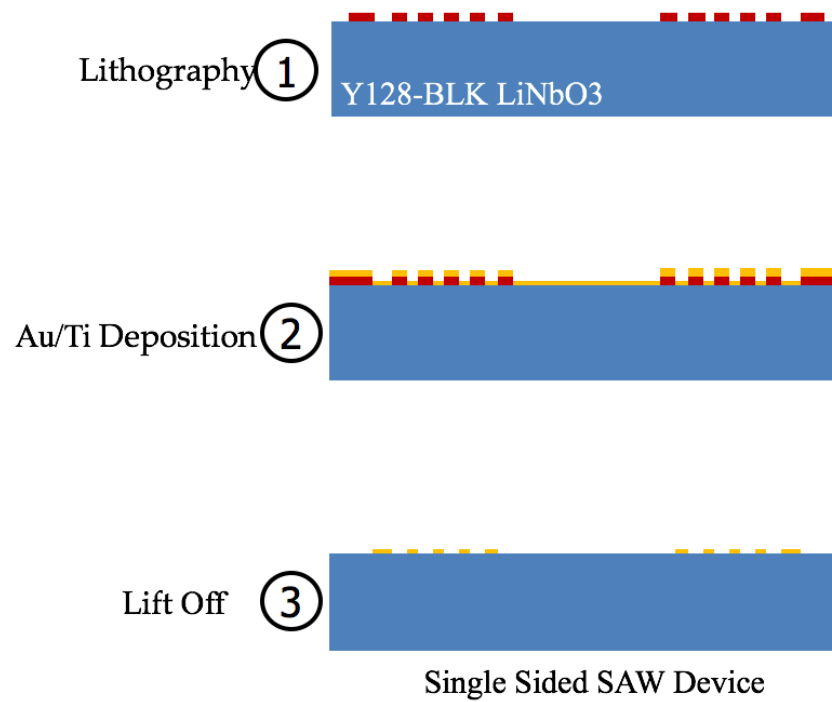 Lithography 1
Y128-BLK LiNbO3
Au/Ti Deposition 2
Lift Off 3
Single Sided SAW Device